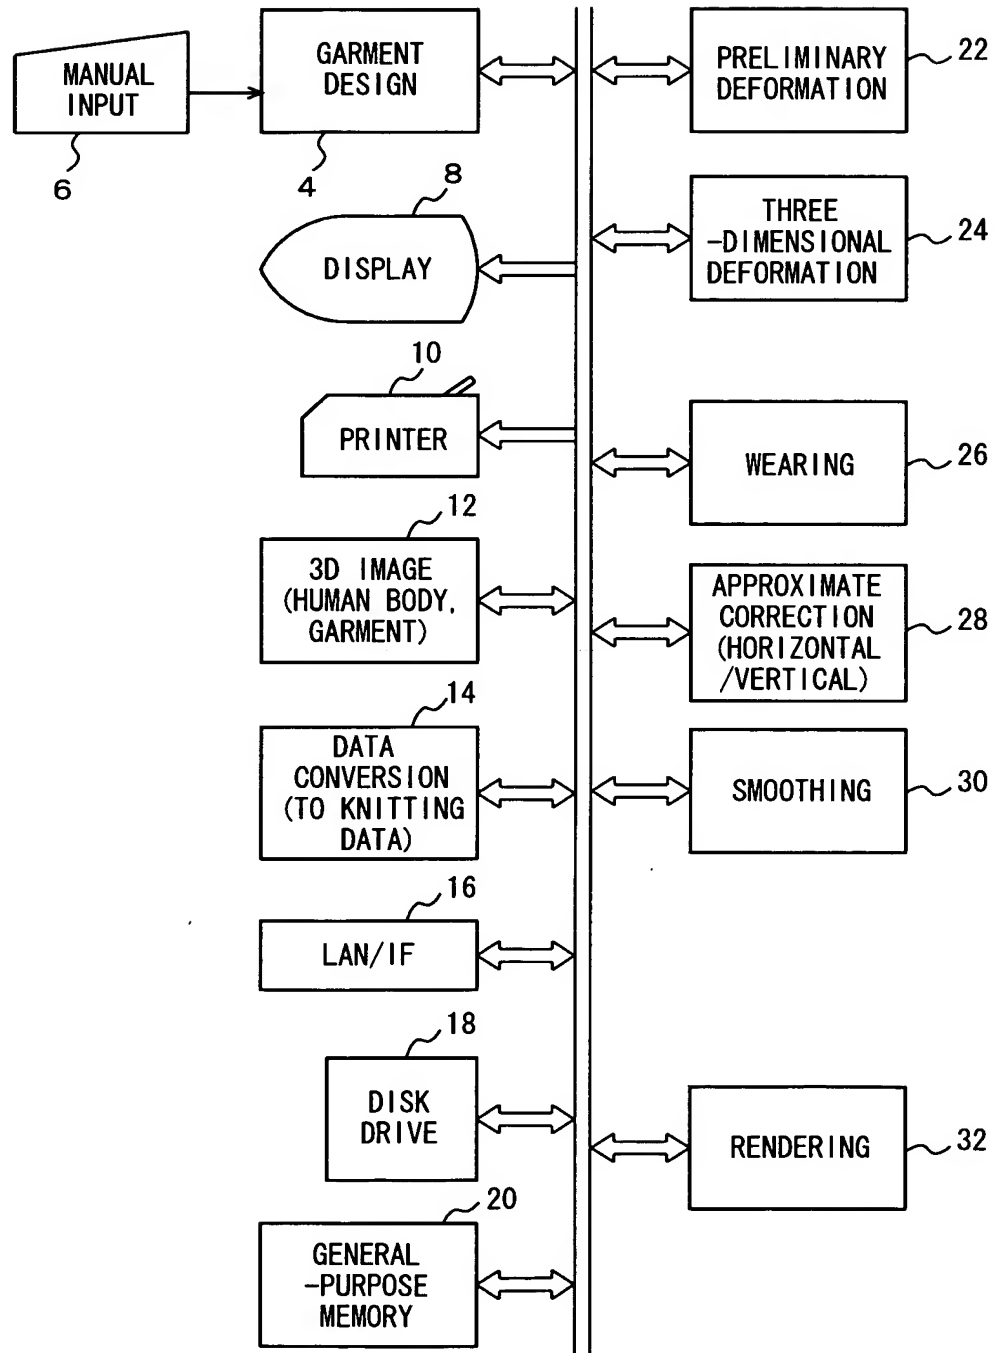 MANUAL
INPUT
6
GARMENT
DESIGN
4
8
DISPLAY
10
PRINTER
12
3D IMAGE
(HUMAN BODY,
GARMENT)
14
DATA
CONVERSION
(TO KNITTING
DATA)
16
LAN/IF
18
DISK
DRIVE
20
GENERAL
-PURPOSE
MEMORY
PRELIMINARY
DEFORMATION
22
THREE
-DIMENSIONAL
DEFORMATION
24
WEARING
26
APPROXIMATE
CORRECTION
(HORIZONTAL
/VERTICAL)
28
SMOOTHING
30
RENDERING
32